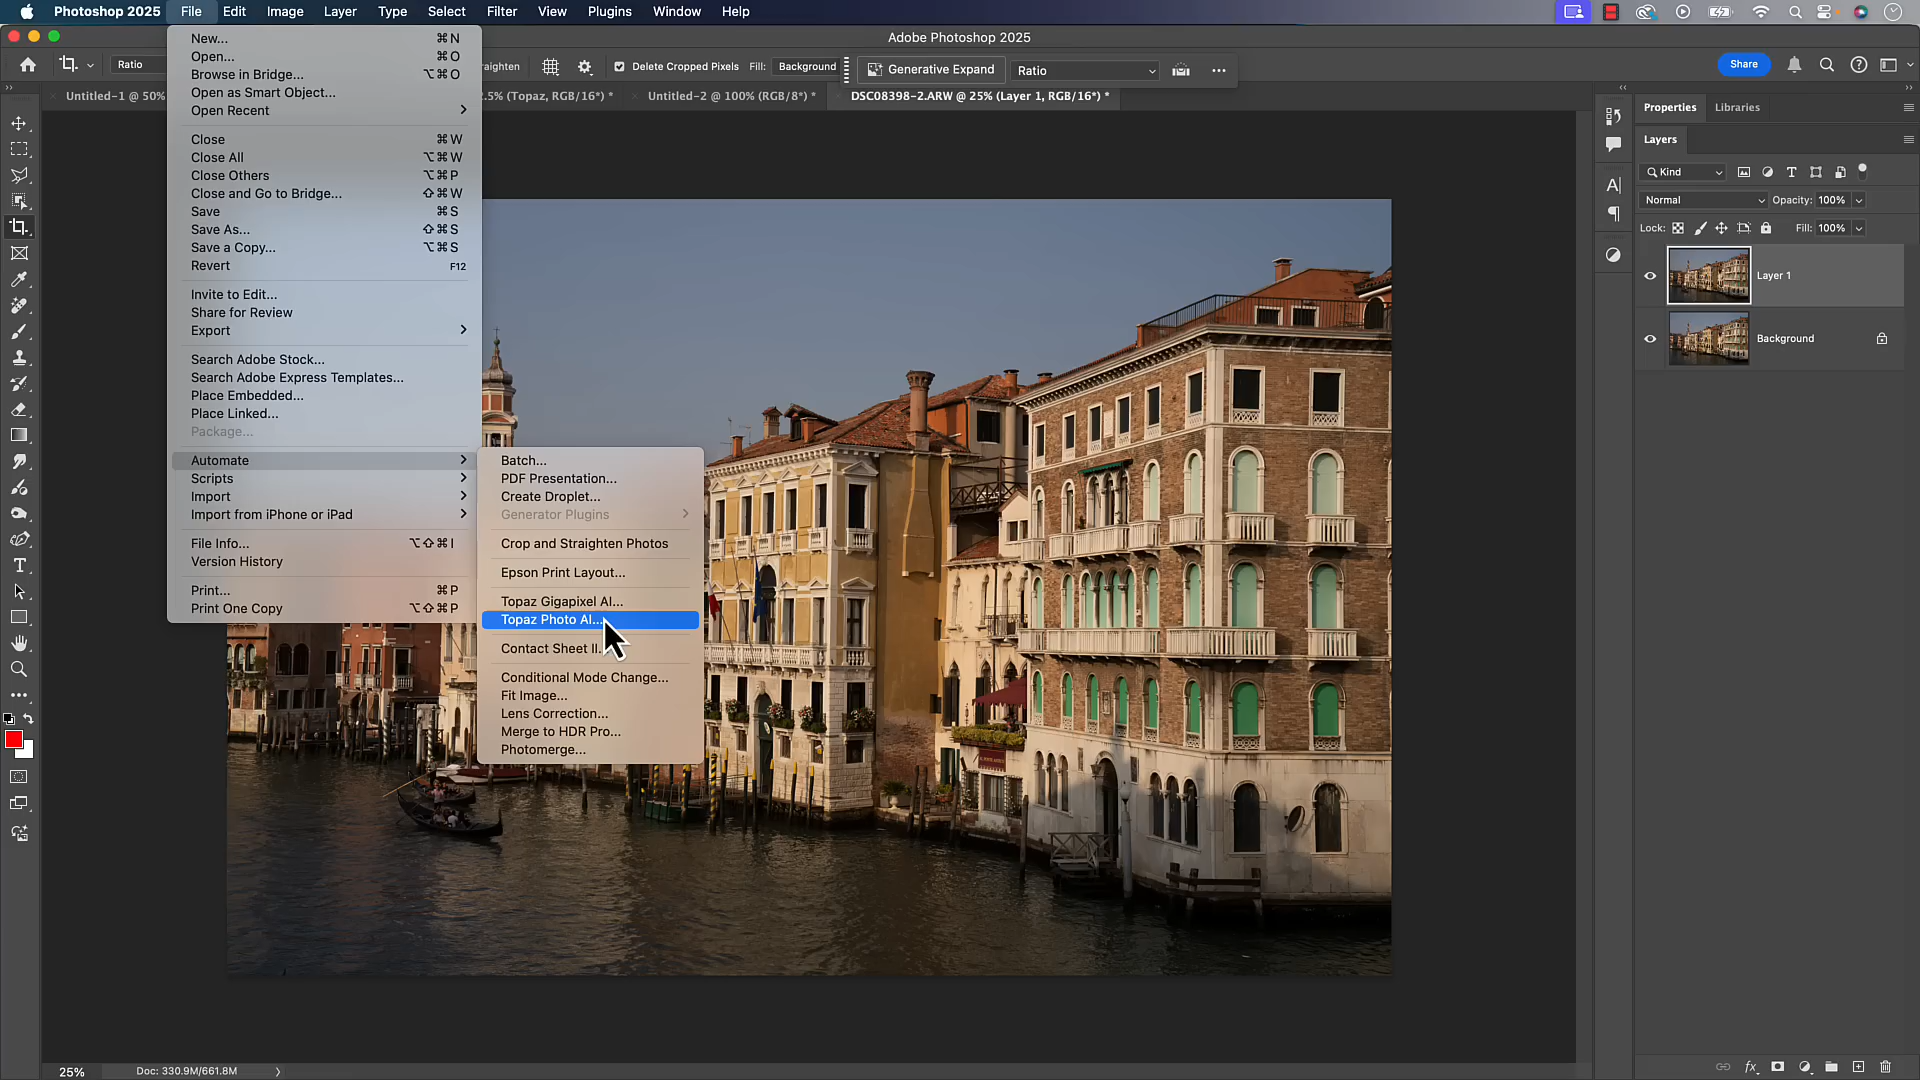 Photoshop 2025 File Edit Image Layer Type Select Filter View Plugins Window Help
Adobe Photoshop 2025
Ratio
raighten
Delete Cropped Pixels
Fill: Background
Generative Expand
Ratio
Share
Untitled-1 @ 50%
2.5% (Topaz, RGB/16*) *
Untitled-2 @ 100% (RGB/8*) *
DSC08398-2.ARW @ 25% (Layer 1, RGB/16*) *
New... ⌘N
Open... ⌘O
Browse in Bridge... ⌥⌘O
Open as Smart Object...
Open Recent
Close ⌘W
Close All ⌥⌘W
Close Others ⌥⌘P
Close and Go to Bridge... ⇧⌘W
Save ⌘S
Save As... ⇧⌘S
Save a Copy... ⌥⌘S
Revert F12
Invite to Edit...
Share for Review
Export
Search Adobe Stock...
Search Adobe Express Templates...
Place Embedded...
Place Linked...
Package...
Automate
Scripts
Import
Import from iPhone or iPad
File Info... ⌥⇧⌘I
Version History
Print... ⌘P
Print One Copy ⌥⇧⌘P
Batch...
PDF Presentation...
Create Droplet...
Generator Plugins
Crop and Straighten Photos
Epson Print Layout...
Topaz Gigapixel AI...
Topaz Photo AI...
Contact Sheet II...
Conditional Mode Change...
Fit Image...
Lens Correction...
Merge to HDR Pro...
Photomerge...
Properties Libraries
Layers
Kind
Normal Opacity: 100%
Lock: Fill: 100%
Layer 1
Background
25% Doc: 330.9M/661.8M